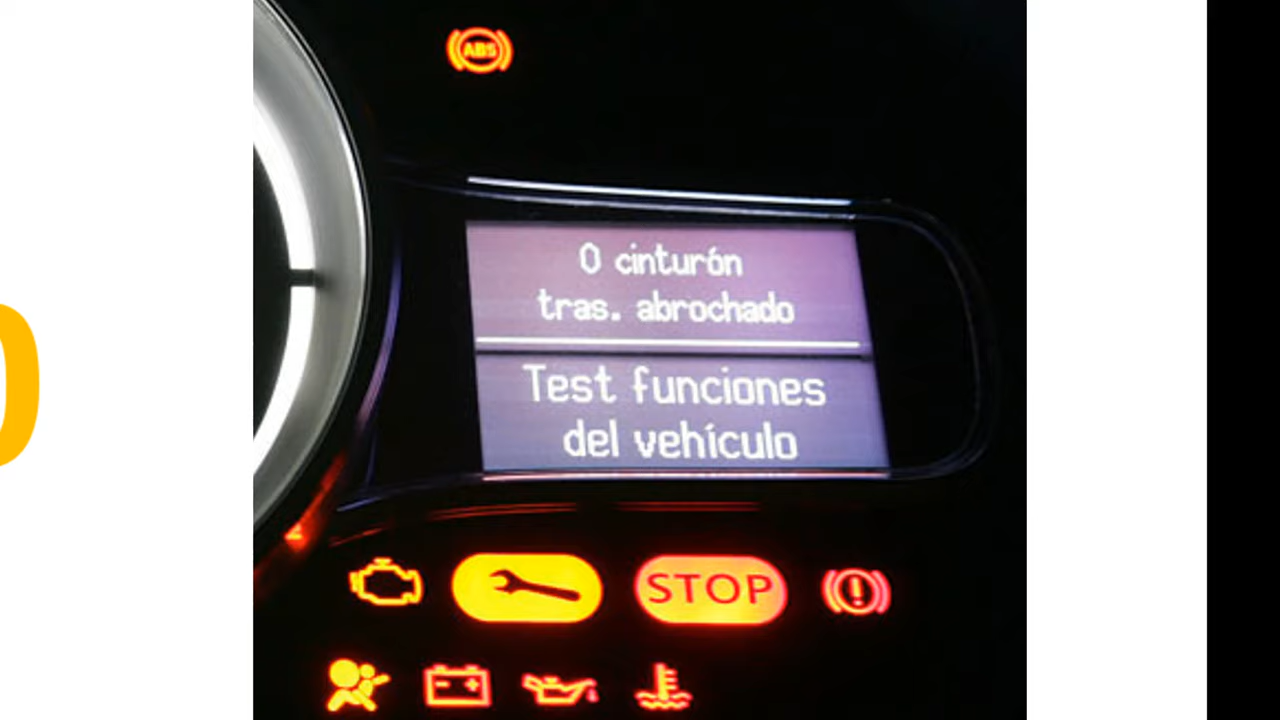 ABS
0 cinturón
tras. abrochado
Test funciones
del vehículo
STOP